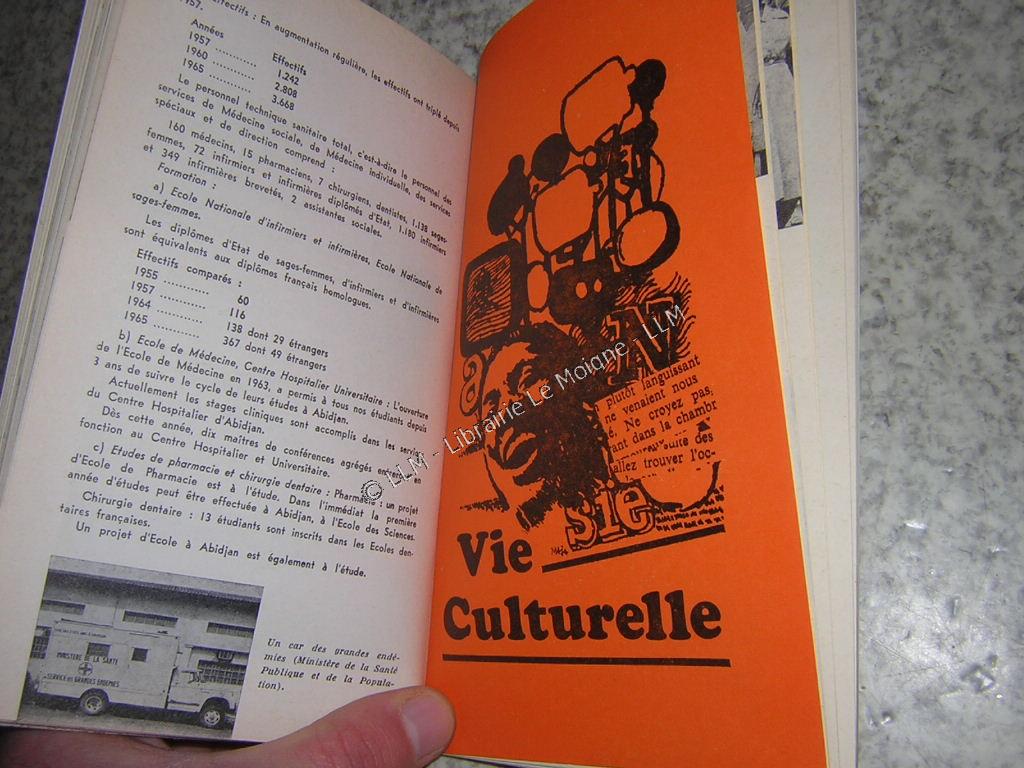 Effectifs : En augmentation régulière, les effectifs ont triplé depuis
1957.
Années Effectifs
1957 ............ 1.242
1960 ............ 2.808
1965 ............ 3.668
Le personnel technique sanitaire total, c'est-à-dire le personnel des
services de Médecine sociale, de Médecine individuelle, des services
spéciaux et de direction comprend :
160 médecins, 15 pharmaciens, 7 chirurgiens, dentistes, 1.138 sages-
femmes, 72 infirmiers et infirmières diplômés d'Etat, 1.180 infirmiers
et 349 infirmières brevetés, 2 assistantes sociales.
Formation :
a) Ecole Nationale d'infirmiers et infirmières, Ecole Nationale de
sages-femmes.
Les diplômes d'Etat de sages-femmes, d'infirmiers et d'infirmières
sont équivalents aux diplômes français homologues.
Effectifs comparés :
1955 ............ 60
1957 ............ 116
1964 ............ 138 dont 29 étrangers
1965 ............ 367 dont 49 étrangers
b) Ecole de Médecine, Centre Hospitalier Universitaire : L'ouverture
de l'Ecole de Médecine en 1963, a permis à tous nos étudiants depuis
3 ans de suivre le cycle de leurs études à Abidjan.
Actuellement les stages cliniques sont accomplis dans les services
du Centre Hospitalier d'Abidjan.
Dès cette année, dix maîtres de conférences agrégés entreront en
fonction au Centre Hospitalier et Universitaire.
c) Etudes de pharmacie et chirurgie dentaire : Pharmacie : un projet
d'Ecole de Pharmacie est à l'étude. Dans l'immédiat la première
année d'études peut être effectuée à Abidjan, à l'Ecole des Sciences.
Chirurgie dentaire : 13 étudiants sont inscrits dans les Ecoles den-
taires françaises.
Un projet d'Ecole à Abidjan est également à l'étude.
MINISTERE DE LA SANTE
SERVICE DES GRANDES ENDEMIES
Un car des grandes endé-
mies (Ministère de la Santé
Publique et de la Popula-
tion).
a
plutôt languissant
ne venaient nous
é. Ne croyez pas,
ant dans la chambr
allez trouver l'oc-
sie
Vie
Culturelle
© LLM - Librairie Le Moigne - LLM